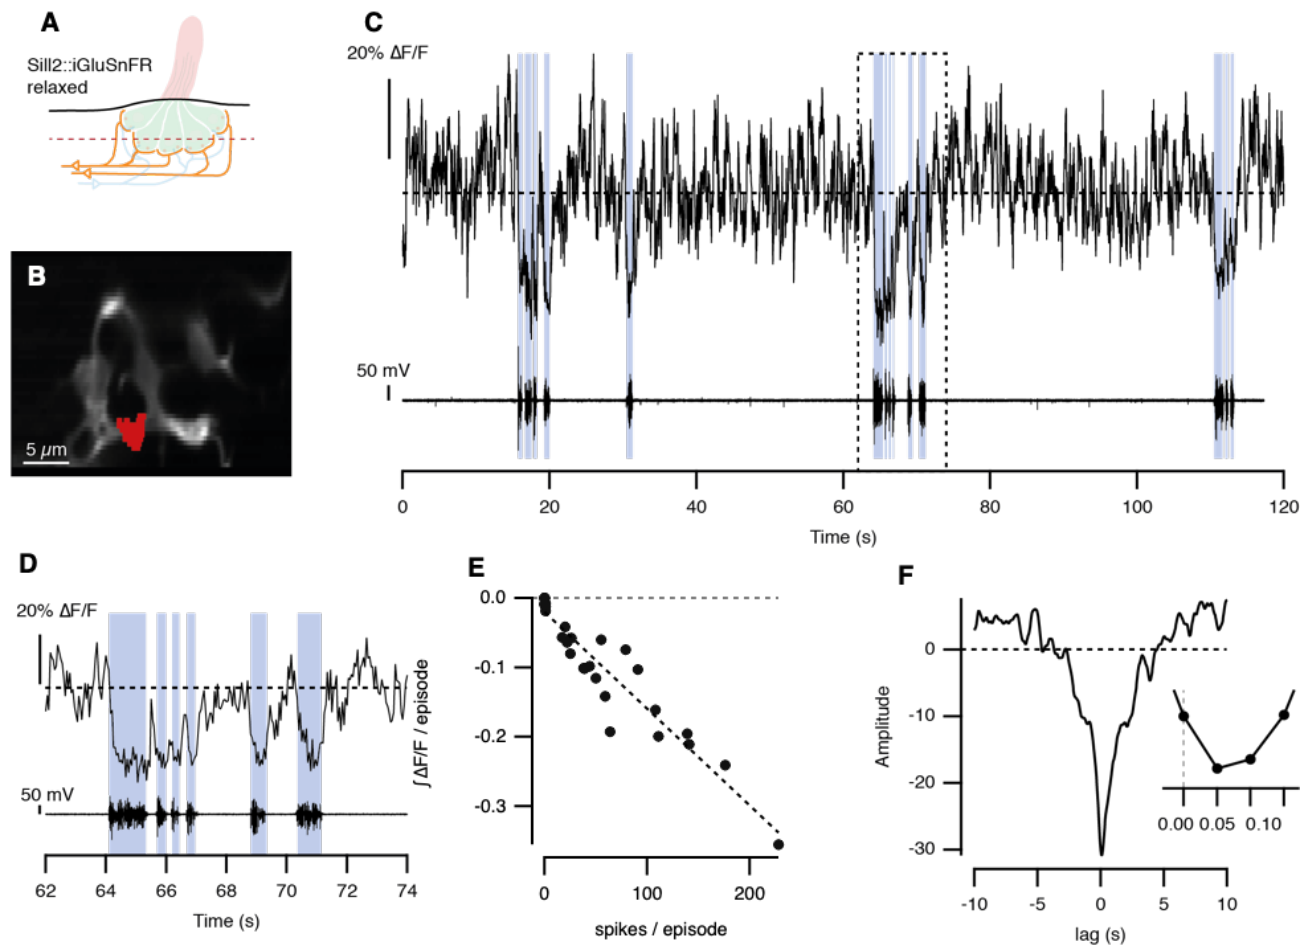 A
Sill2::iGluSnFR
relaxed
B
5 µm
C
20% ΔF/F
50 mV
0 20 40 60 80 100 120
Time (s)
D
20% ΔF/F
50 mV
62 64 66 68 70 72 74
Time (s)
E
∫ΔF/F / episode
0.0
-0.1
-0.2
-0.3
0 100 200
spikes / episode
F
Amplitude
0
-10
-20
-30
0.00 0.05 0.10
-10 -5 0 5 10
lag (s)